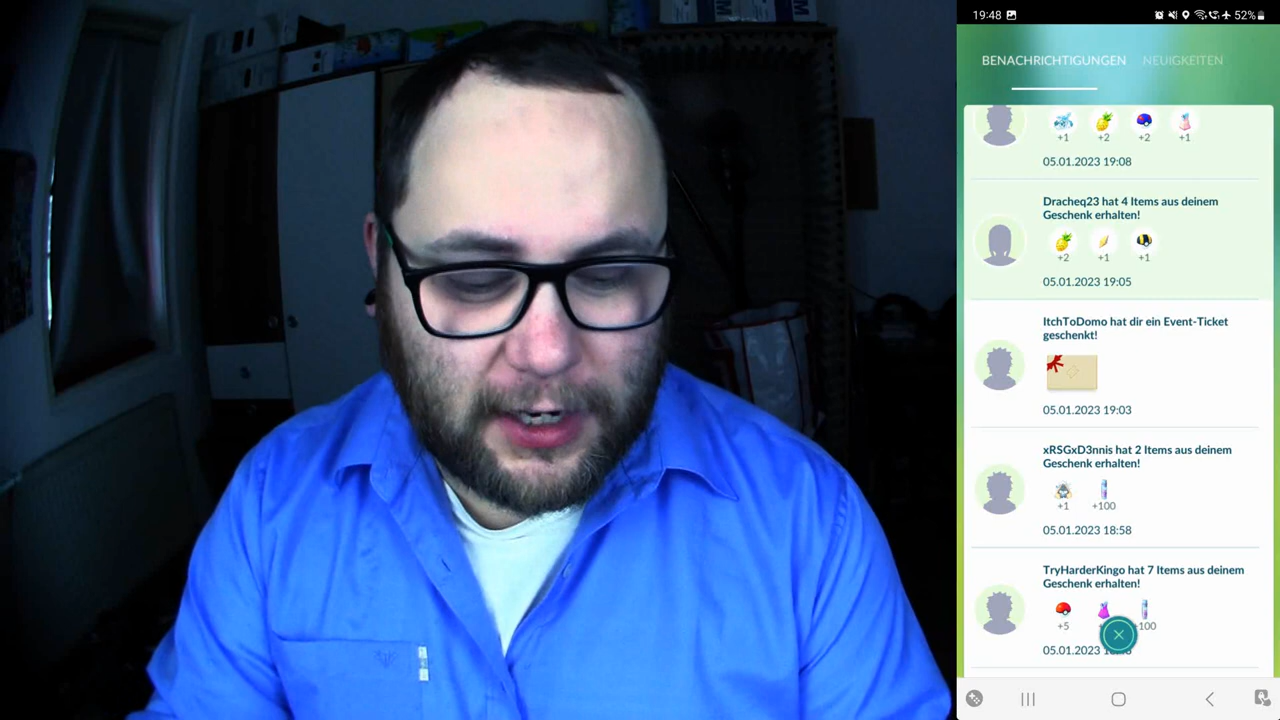 19:48
52%
BENACHRICHTIGUNGEN NEUIGKEITEN
+1 +2 +2 +1
05.01.2023 19:08
Dracheq23 hat 4 Items aus deinem
Geschenk erhalten!
+2 +1 +1
05.01.2023 19:05
ItchToDomo hat dir ein Event-Ticket
geschenkt!
05.01.2023 19:03
xRSGxD3nnis hat 2 Items aus deinem
Geschenk erhalten!
+1 +100
05.01.2023 18:58
TryHarderKingo hat 7 Items aus deinem
Geschenk erhalten!
+5 +100
05.01.2023